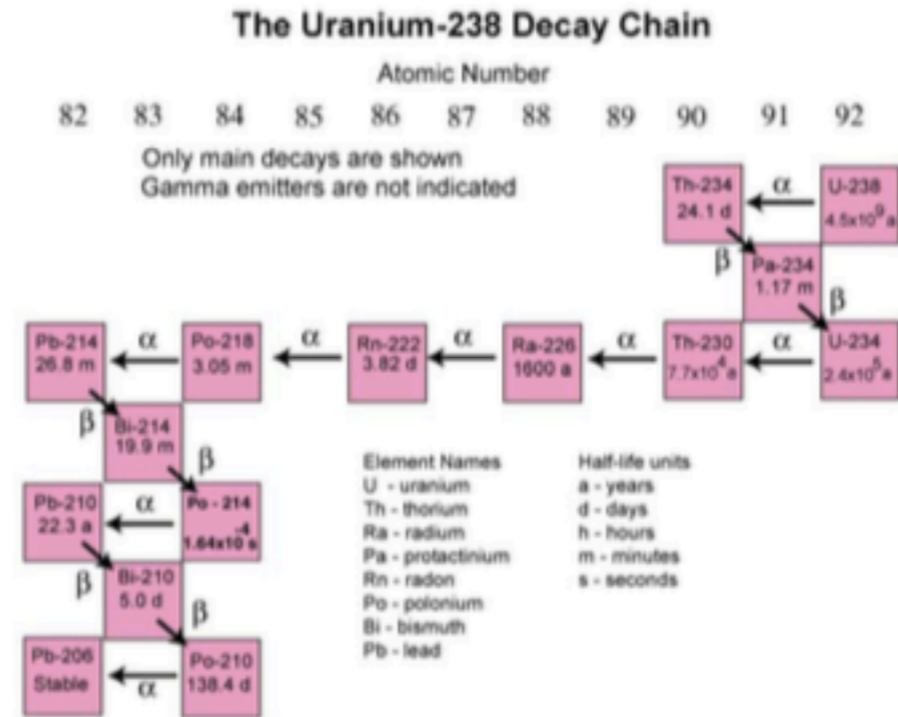 The Uranium-238 Decay Chain
Atomic Number
82 83 84 85 86 87 88 89 90 91 92
Only main decays are shown
Gamma emitters are not indicated
Th-234
24.1 d
α
U-238
4.5x10⁹ a
β
Pa-234
1.17 m
β
Pb-214
26.8 m
α
Po-218
3.05 m
α
Rn-222
3.82 d
α
Ra-226
1600 a
α
Th-230
7.7x10⁴ a
α
U-234
2.4x10⁵ a
β
Bi-214
19.9 m
β
Pb-210
22.3 a
α
Po - 214
1.64x10⁻⁴ s
β
Bi-210
5.0 d
β
Pb-206
Stable
α
Po-210
138.4 d
Element Names
U - uranium
Th - thorium
Ra - radium
Pa - protactinium
Rn - radon
Po - polonium
Bi - bismuth
Pb - lead
Half-life units
a - years
d - days
h - hours
m - minutes
s - seconds